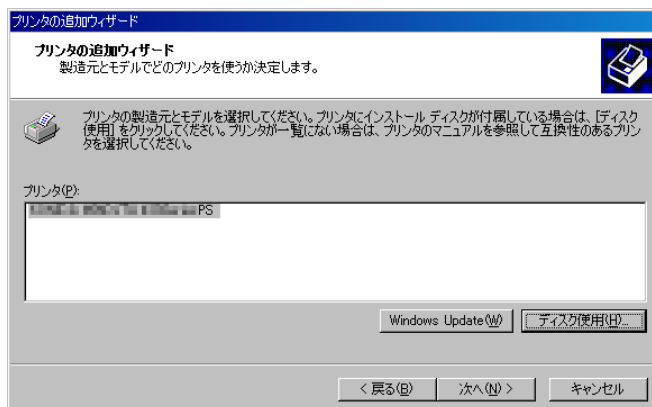 プリンタの追加ウィザード
プリンタの追加ウィザード
製造元とモデルでどのプリンタを使うか決定します。
プリンタの製造元とモデルを選択してください。プリンタにインストール ディスクが付属している場合は、[ディスク
使用] をクリックしてください。プリンタが一覧にない場合は、プリンタのマニュアルを参照して互換性のあるプリン
タを選択してください。
プリンタ(P):
PS
Windows Update(W) ディスク使用(H)...
< 戻る(B) 次へ(N) > キャンセル